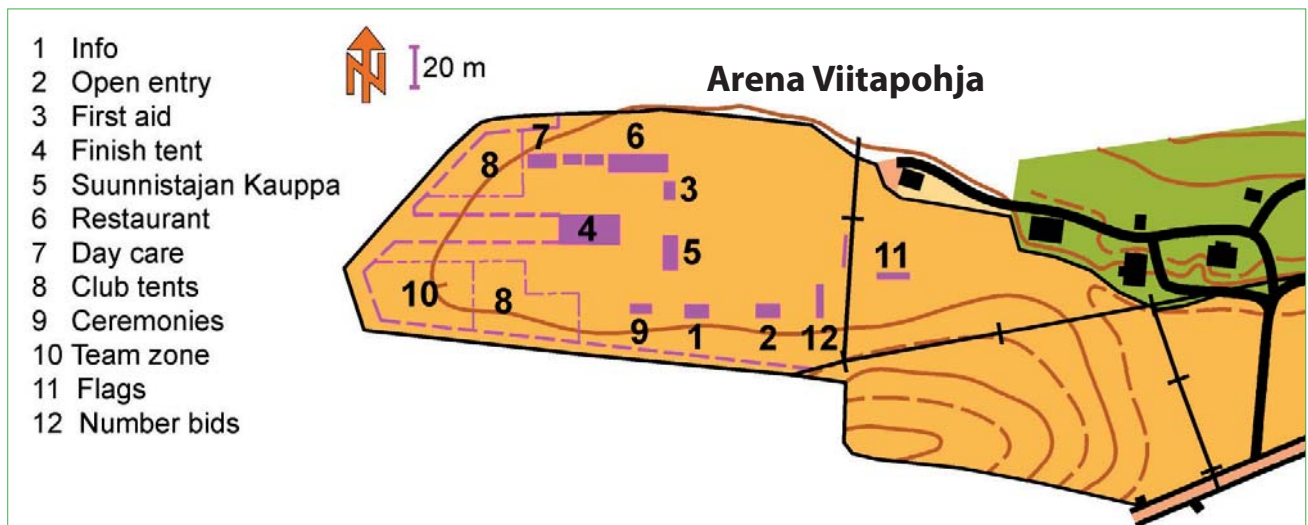 1 Info
2 Open entry
3 First aid
4 Finish tent
5 Suunnistajan Kauppa
6 Restaurant
7 Day care
8 Club tents
9 Ceremonies
10 Team zone
11 Flags
12 Number bids
N
20 m
Arena Viitapohja
7
6
8
3
4
5
11
10
8
9
1
2
12